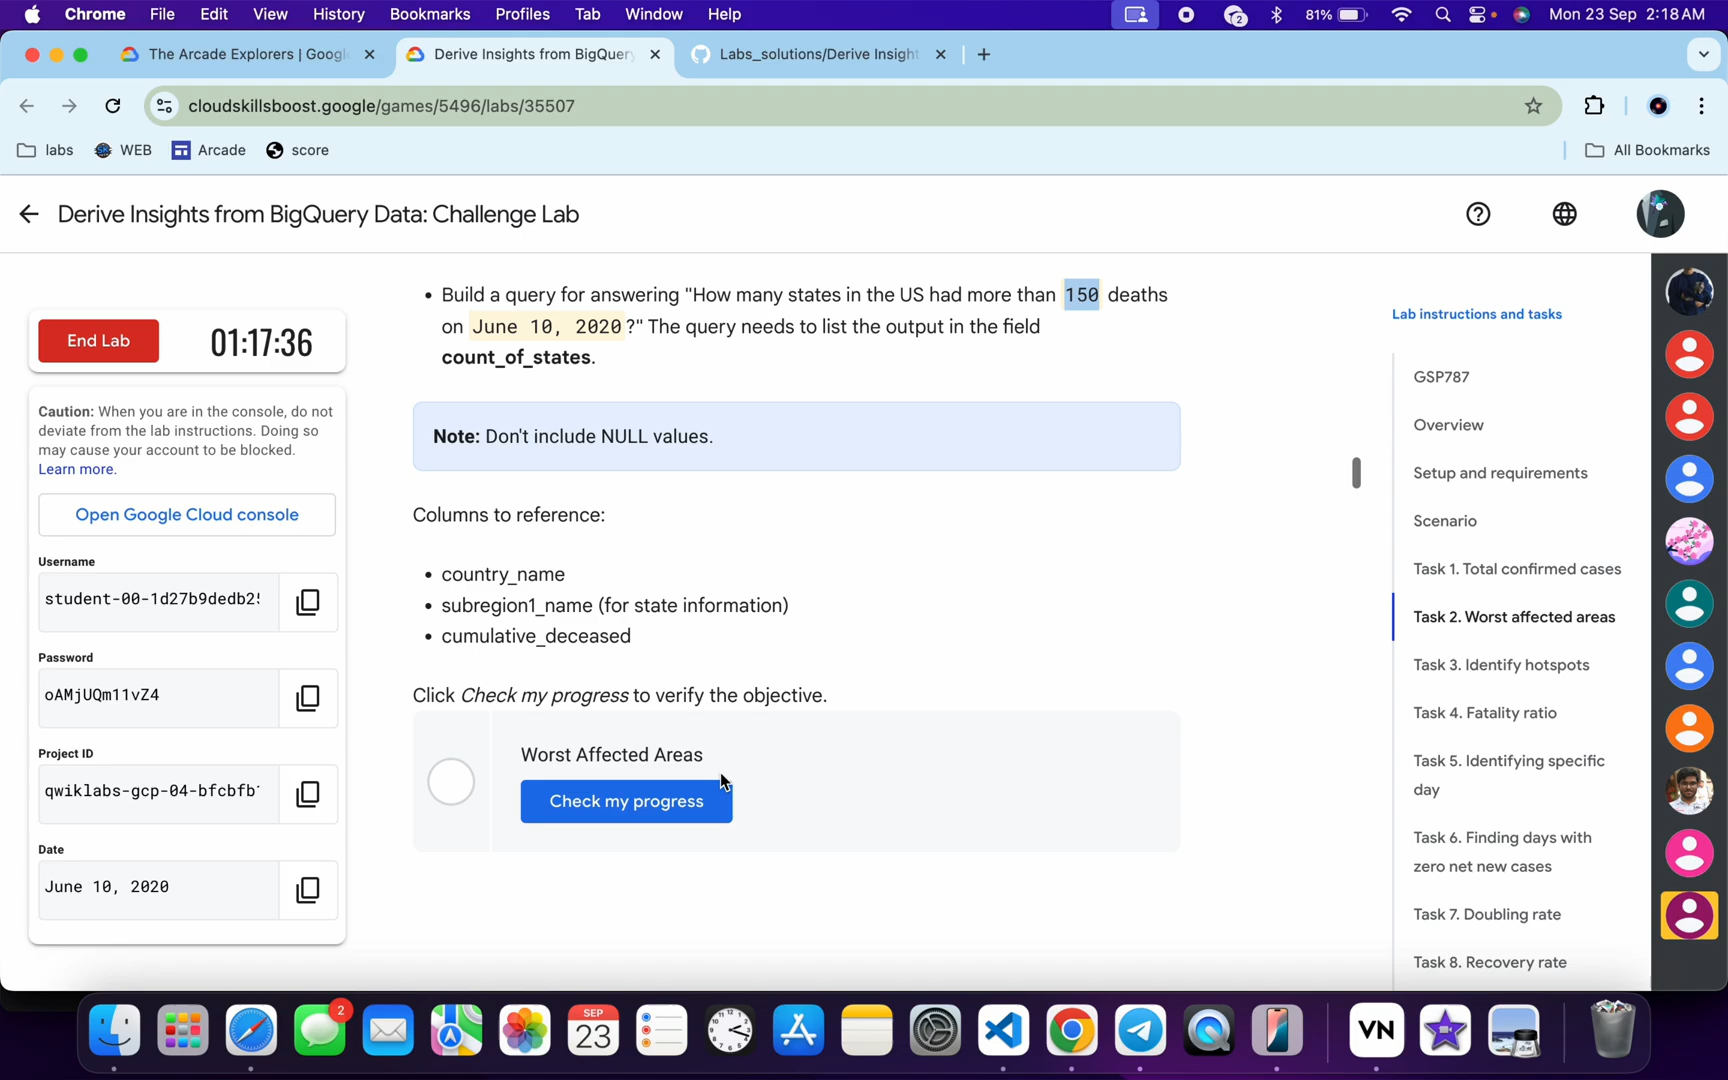 Chrome File Edit View History Bookmarks Profiles Tab Window Help 2 81% Mon 23 Sep 2:18 AM
The Arcade Explorers | Googl Derive Insights from BigQuery Labs_solutions/Derive Insight
cloudskillsboost.google/games/5496/labs/35507
labs WEB Arcade score All Bookmarks
Derive Insights from BigQuery Data: Challenge Lab
End Lab 01:17:36
Caution: When you are in the console, do not
deviate from the lab instructions. Doing so
may cause your account to be blocked.
Learn more.
Open Google Cloud console
Username
student-00-1d27b9dedb2
Password
oAMjUQm11vZ4
Project ID
qwiklabs-gcp-04-bfcbfb
Date
June 10, 2020
• Build a query for answering "How many states in the US had more than 150 deaths
on June 10, 2020 ?" The query needs to list the output in the field
count_of_states.
Note: Don't include NULL values.
Columns to reference:
• country_name
• subregion1_name (for state information)
• cumulative_deceased
Click Check my progress to verify the objective.
Worst Affected Areas
Check my progress
Lab instructions and tasks
GSP787
Overview
Setup and requirements
Scenario
Task 1. Total confirmed cases
Task 2. Worst affected areas
Task 3. Identify hotspots
Task 4. Fatality ratio
Task 5. Identifying specific
day
Task 6. Finding days with
zero net new cases
Task 7. Doubling rate
Task 8. Recovery rate
2
SEP
23
VN